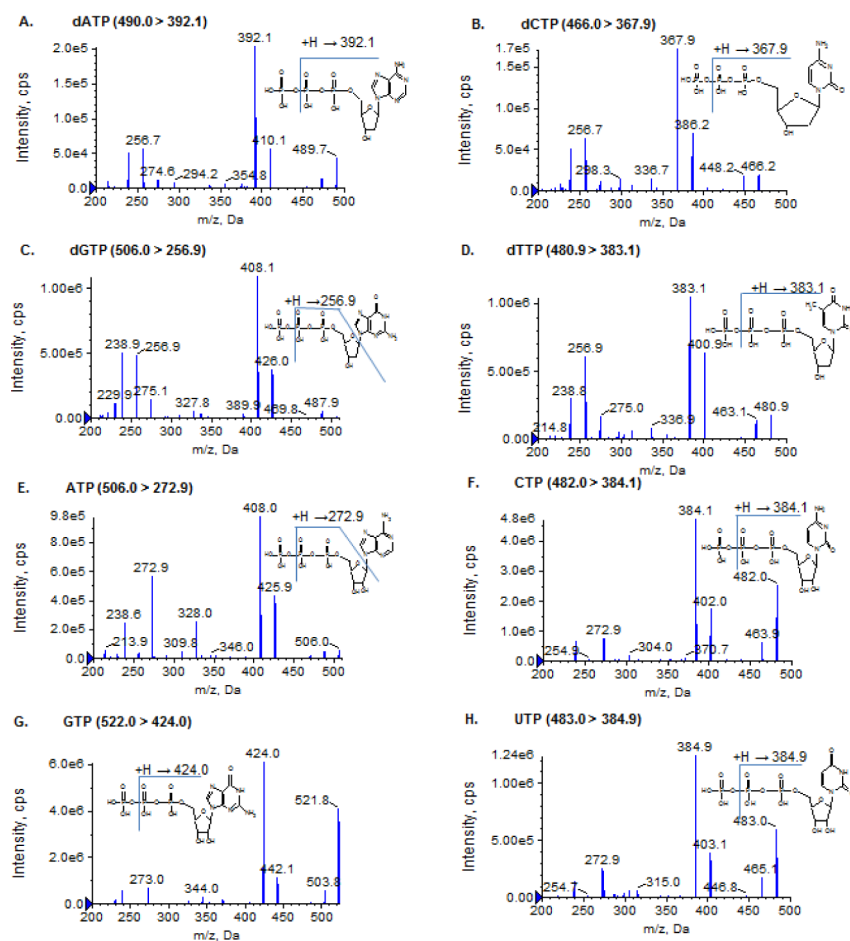 A. dATP (490.0 > 392.1)
2.0e5
1.5e5
1.0e5
5.0e4
0.0
Intensity, cps
392.1
+H → 392.1
256.7
274.6
294.2
354.8
410.1
489.7
200 250 300 350 400 450 500
m/z, Da
B. dCTP (466.0 > 367.9)
1.7e5
1.5e5
1.0e5
5.0e4
0.0
Intensity, cps
367.9
+H → 367.9
386.2
256.7
298.3
336.7
448.2
466.2
200 250 300 350 400 450 500
m/z, Da
C. dGTP (506.0 > 256.9)
1.00e6
5.00e5
0.00
Intensity, cps
408.1
+H → 256.9
238.9
256.9
426.0
229.9
275.1
327.8
389.9
469.8
487.9
200 250 300 350 400 450 500
m/z, Da
D. dTTP (480.9 > 383.1)
1.00e6
5.00e5
0.00
Intensity, cps
383.1
+H → 383.1
256.9
400.9
238.8
275.0
214.8
336.9
463.1
480.9
200 250 300 350 400 450 500
m/z, Da
E. ATP (506.0 > 272.9)
9.8e5
8.0e5
6.0e5
4.0e5
2.0e5
0.0
Intensity, cps
408.0
+H → 272.9
272.9
425.9
238.6
328.0
213.9
309.8
346.0
506.0
200 250 300 350 400 450 500
m/z, Da
F. CTP (482.0 > 384.1)
4.8e6
4.0e6
3.0e6
2.0e6
1.0e6
0.0
Intensity, cps
384.1
+H → 384.1
482.0
402.0
272.9
254.9
304.0
370.7
463.9
200 250 300 350 400 450 500
m/z, Da
G. GTP (522.0 > 424.0)
6.0e6
4.0e6
2.0e6
0.0
Intensity, cps
424.0
+H → 424.0
521.8
442.1
273.0
344.0
503.8
200 250 300 350 400 450 500
m/z, Da
H. UTP (483.0 > 384.9)
1.24e6
1.00e6
5.00e5
0.00
Intensity, cps
384.9
+H → 384.9
483.0
403.1
272.9
254.7
315.0
446.8
465.1
200 250 300 350 400 450 500
m/z, Da